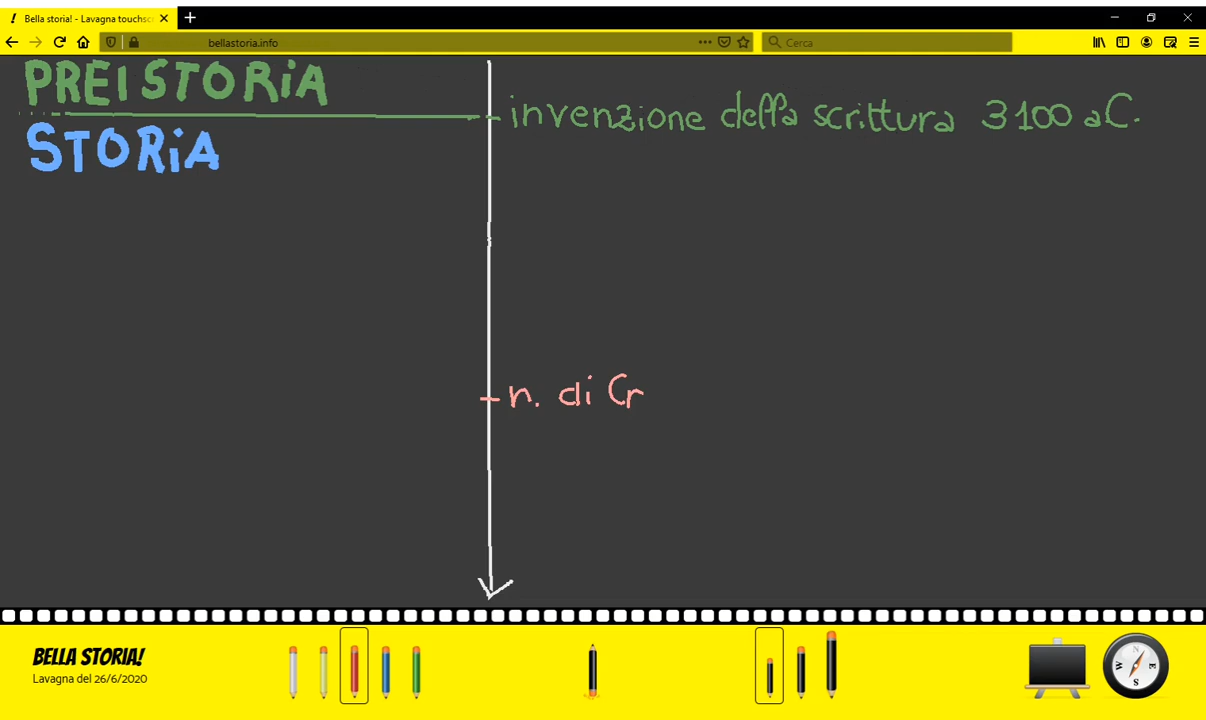 Bella storia! - Lavagna touchsc
bellastoria.info
Cerca
PREISTORiA
invenzione della scrittura 3100 aC.
STORiA
n. di Cr
BELLA STORIA!
Lavagna del 26/6/2020
N
W E
S